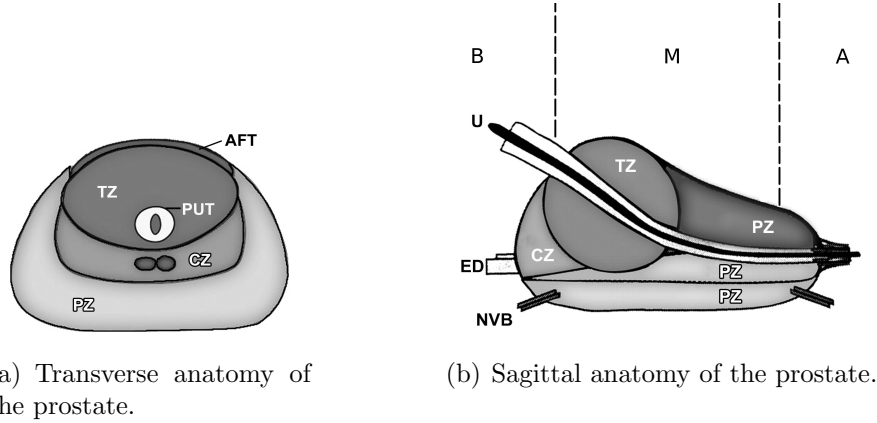 AFT
TZ
PUT
CZ
PZ
B M A
U
TZ
PZ
CZ
ED
PZ
PZ
NVB
a) Transverse anatomy of
he prostate.
(b) Sagittal anatomy of the prostate.